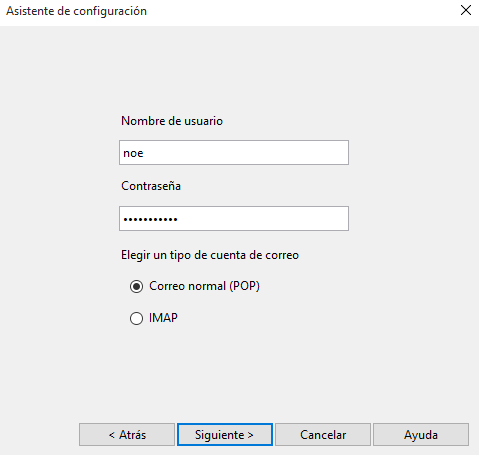 Asistente de configuración
Nombre de usuario
noe
Contraseña
•••••••••••
Elegir un tipo de cuenta de correo
Correo normal (POP)
IMAP
< Atrás Siguiente > Cancelar Ayuda